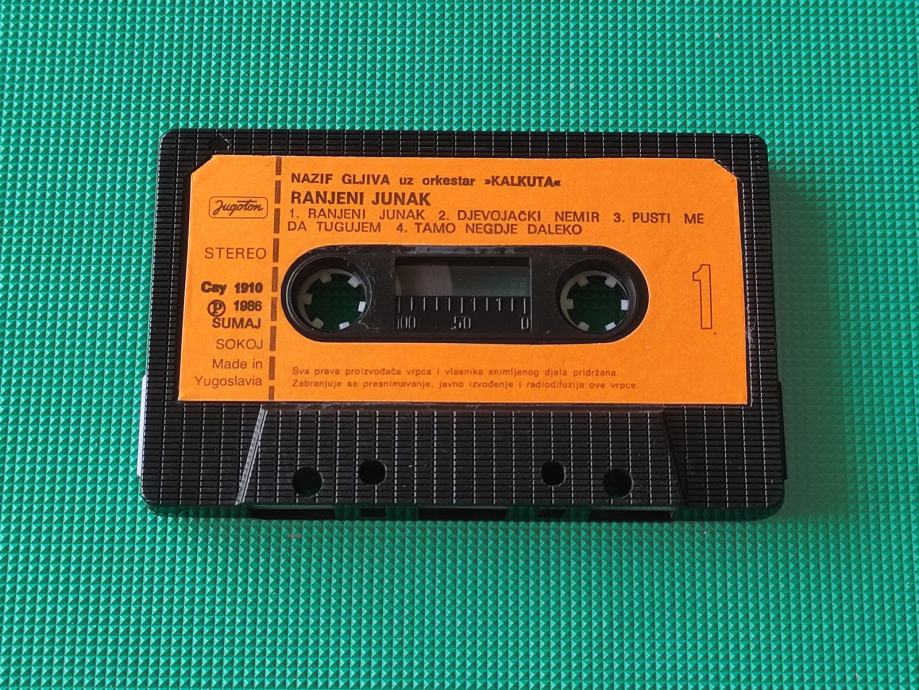 NAZIF GLJIVA uz orkestar »KALKUTA«
RANJENI JUNAK
1. RANJENI JUNAK 2. DJEVOJAČKI NEMIR 3. PUSTI ME
DA TUGUJEM 4. TAMO NEGDJE DALEKO
Jugoton
STEREO
Cay 1910
Ⓟ 1986
SUMAJ
SOKOJ
Made in
Yugoslavia
100 50 0
1.
Sva prava proizvođača vrpca i vlasnika snimljenog djela pridržana.
Zabranjuje se presnimavanje, javno izvođenje i radiodifuzija ove vrpce.